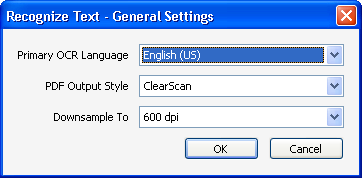 Recognize Text - General Settings
Primary OCR Language English (US)
PDF Output Style ClearScan
Downsample To 600 dpi
OK Cancel